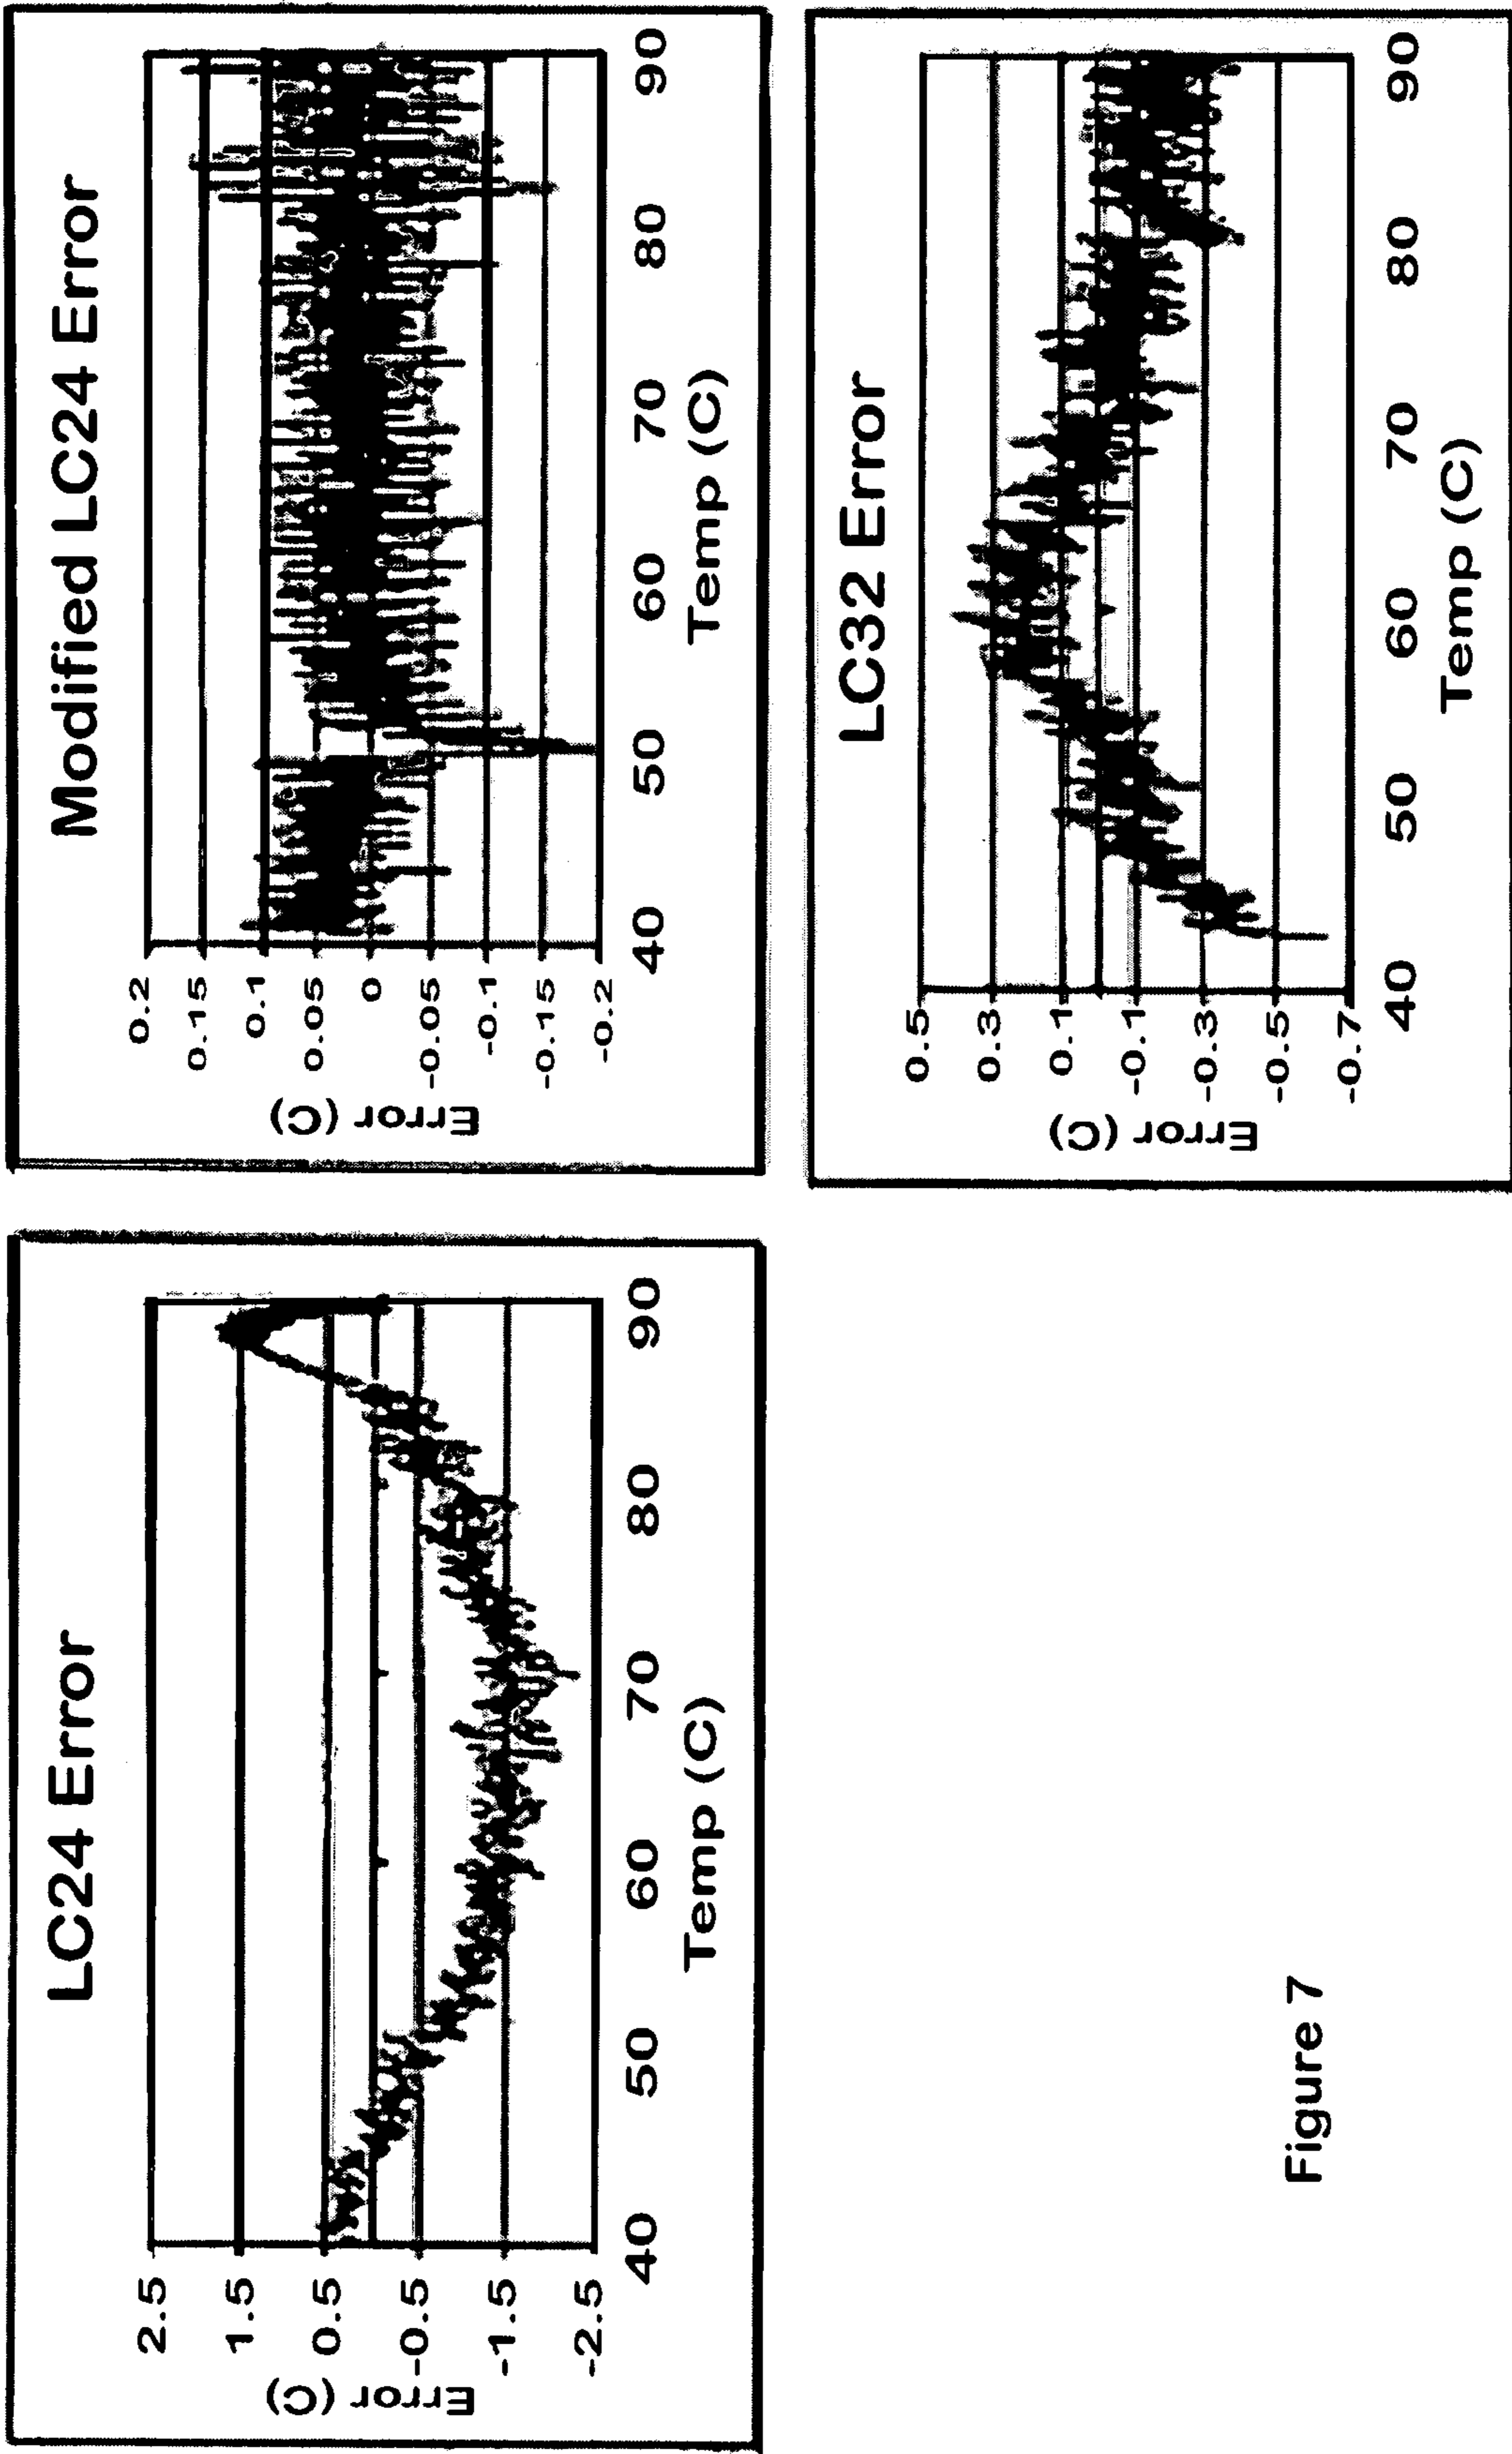 LC24 Error
Error (C)
2.5
1.5
0.5
-0.5
-1.5
-2.5
40 50 60 70 80 90
Temp (C)
Modified LC24 Error
Error (C)
0.2
0.15
0.1
0.05
0
-0.05
-0.1
-0.15
-0.2
40 50 60 70 80 90
Temp (C)
LC32 Error
Error (C)
0.5
0.3
0.1
-0.1
-0.3
-0.5
-0.7
40 50 60 70 80 90
Temp (C)
Figure 7